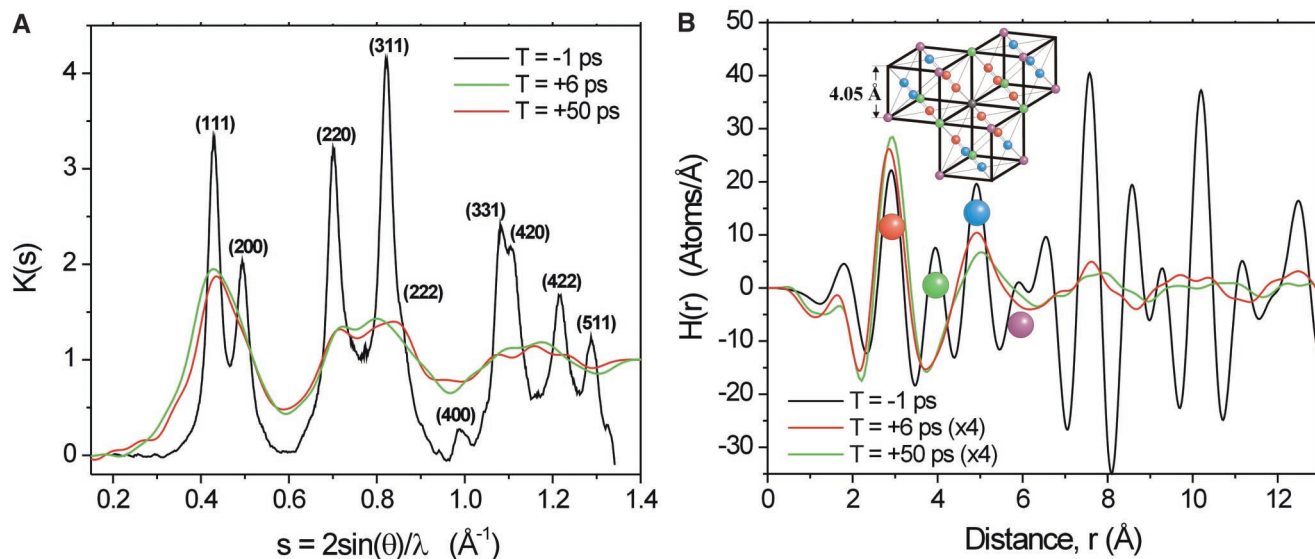 A
K(s)
4
3
2
1
0
(111)
(200)
(220)
(311)
(222)
(400)
(331)
(420)
(422)
(511)
T = -1 ps
T = +6 ps
T = +50 ps
0.2 0.4 0.6 0.8 1.0 1.2 1.4
s = 2sin(θ)/λ (Å⁻¹)
B
H(r) (Atoms/Å)
50
40
30
20
10
0
-10
-20
-30
4.05 Å
T = -1 ps
T = +6 ps (x4)
T = +50 ps (x4)
0 2 4 6 8 10 12
Distance, r (Å)